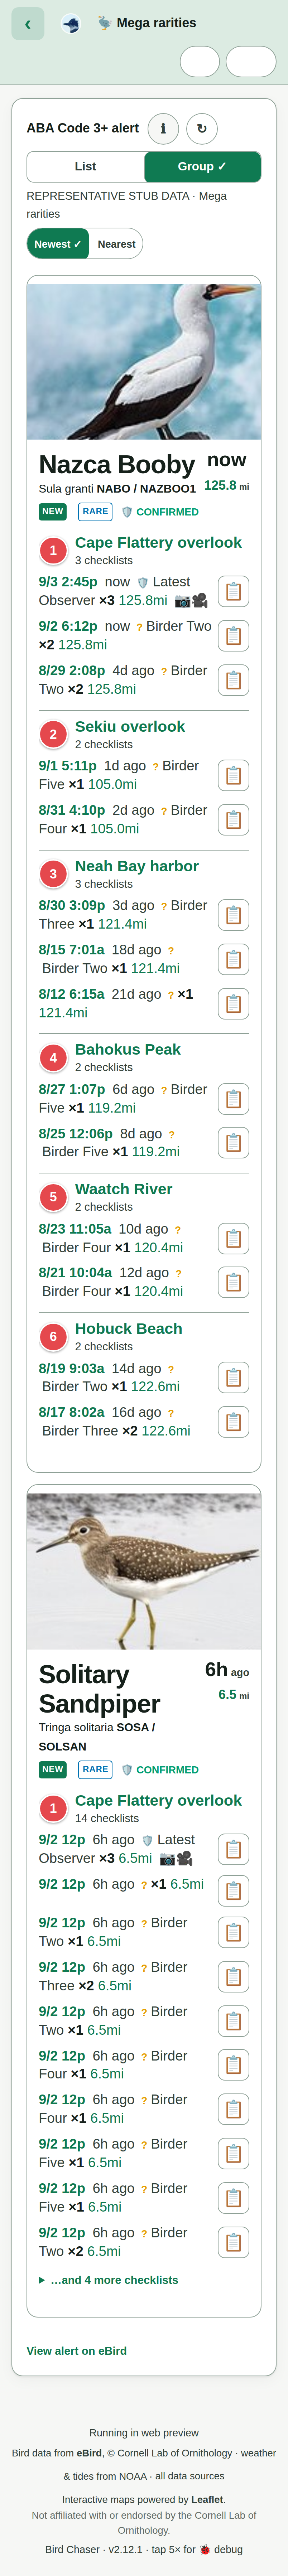 ‹ 🦤 Mega rarities
ABA Code 3+ alert ℹ ↻
List Group ✓
REPRESENTATIVE STUB DATA · Mega
rarities
Newest ✓ Nearest
Nazca Booby now
Sula granti NABO / NAZBOO1 125.8 mi
NEW RARE 🛡️ CONFIRMED
1 Cape Flattery overlook
3 checklists
9/3 2:45p now 🛡️ Latest
Observer ×3 125.8mi 📷🎥 📋
9/2 6:12p now ? Birder Two
×2 125.8mi 📋
8/29 2:08p 4d ago ? Birder
Two ×2 125.8mi 📋
2 Sekiu overlook
2 checklists
9/1 5:11p 1d ago ? Birder
Five ×1 105.0mi 📋
8/31 4:10p 2d ago ? Birder
Four ×1 105.0mi 📋
3 Neah Bay harbor
3 checklists
8/30 3:09p 3d ago ? Birder
Three ×1 121.4mi 📋
8/15 7:01a 18d ago ?
Birder Two ×1 121.4mi 📋
8/12 6:15a 21d ago ? ×1
121.4mi 📋
4 Bahokus Peak
2 checklists
8/27 1:07p 6d ago ? Birder
Five ×1 119.2mi 📋
8/25 12:06p 8d ago ?
Birder Five ×1 119.2mi 📋
5 Waatch River
2 checklists
8/23 11:05a 10d ago ?
Birder Four ×1 120.4mi 📋
8/21 10:04a 12d ago ?
Birder Four ×1 120.4mi 📋
6 Hobuck Beach
2 checklists
8/19 9:03a 14d ago ?
Birder Two ×1 122.6mi 📋
8/17 8:02a 16d ago ?
Birder Three ×2 122.6mi 📋
Solitary 6h ago
Sandpiper 6.5 mi
Tringa solitaria SOSA /
SOLSAN
NEW RARE 🛡️ CONFIRMED
1 Cape Flattery overlook
14 checklists
9/2 12p 6h ago 🛡️ Latest
Observer ×3 6.5mi 📷🎥 📋
9/2 12p 6h ago ? ×1 6.5mi 📋
9/2 12p 6h ago ? Birder
Two ×1 6.5mi 📋
9/2 12p 6h ago ? Birder
Three ×2 6.5mi 📋
9/2 12p 6h ago ? Birder
Two ×1 6.5mi 📋
9/2 12p 6h ago ? Birder
Four ×1 6.5mi 📋
9/2 12p 6h ago ? Birder
Four ×1 6.5mi 📋
9/2 12p 6h ago ? Birder
Five ×1 6.5mi 📋
9/2 12p 6h ago ? Birder
Five ×1 6.5mi 📋
9/2 12p 6h ago ? Birder
Two ×2 6.5mi 📋
▶ …and 4 more checklists
View alert on eBird
Running in web preview
Bird data from eBird, © Cornell Lab of Ornithology · weather
& tides from NOAA · all data sources
Interactive maps powered by Leaflet.
Not affiliated with or endorsed by the Cornell Lab of
Ornithology.
Bird Chaser · v2.12.1 · tap 5× for 🐞 debug